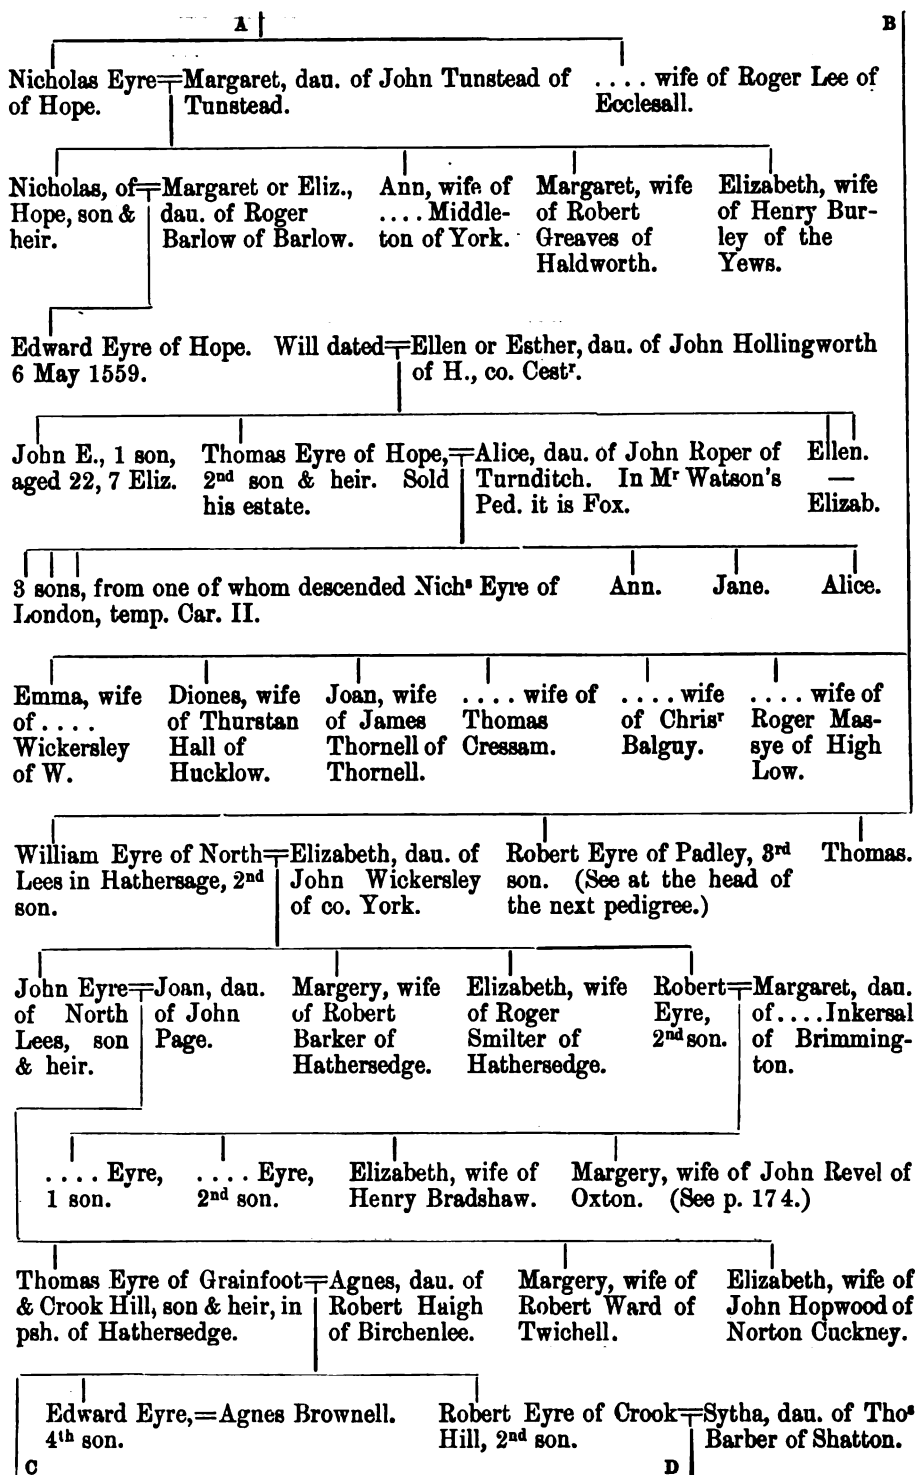 A B
Nicholas Eyre=Margaret, dau. of John Tunstead of .... wife of Roger Lee of
of Hope. Tunstead. Ecclesall.
Nicholas, of=Margaret or Eliz., Ann, wife of Margaret, wife Elizabeth, wife
Hope, son & dau. of Roger .... Middle- of Robert of Henry Bur-
heir. Barlow of Barlow. ton of York. Greaves of ley of the
Haldworth. Yews.
Edward Eyre of Hope. Will dated=Ellen or Esther, dau. of John Hollingworth
6 May 1559. of H., co. Cestʳ.
John E., 1 son, Thomas Eyre of Hope,=Alice, dau. of John Roper of Ellen.
aged 22, 7 Eliz. 2ⁿᵈ son & heir. Sold Turnditch. In Mʳ Watson's —
his estate. Ped. it is Fox. Elizab.
3 sons, from one of whom descended Nichˢ Eyre of Ann. Jane. Alice.
London, temp. Car. II.
Emma, wife Diones, wife Joan, wife .... wife of .... wife .... wife of
of .... of Thurstan of James Thomas of Chrisʳ Roger Mas-
Wickersley Hall of Thornell of Cressam. Balguy. sye of High
of W. Hucklow. Thornell. Low.
William Eyre of North=Elizabeth, dau. of Robert Eyre of Padley, 3ʳᵈ Thomas.
Lees in Hathersage, 2ⁿᵈ John Wickersley son. (See at the head of
son. of co. York. the next pedigree.)
John Eyre=Joan, dau. Margery, wife Elizabeth, wife Robert=Margaret, dau.
of North of John of Robert of Roger Eyre, of....Inkersal
Lees, son Page. Barker of Smilter of 2ⁿᵈ son. of Brimming-
& heir. Hathersedge. Hathersedge. ton.
.... Eyre, .... Eyre, Elizabeth, wife of Margery, wife of John Revel of
1 son. 2ⁿᵈ son. Henry Bradshaw. Oxton. (See p. 174.)
Thomas Eyre of Grainfoot=Agnes, dau. of Margery, wife of Elizabeth, wife of
& Crook Hill, son & heir, in Robert Haigh Robert Ward of John Hopwood of
psh. of Hathersedge. of Birchenlee. Twichell. Norton Cuckney.
Edward Eyre,=Agnes Brownell. Robert Eyre of Crook=Sytha, dau. of Thoˢ
4ᵗʰ son. Hill, 2ⁿᵈ son. Barber of Shatton.
C D